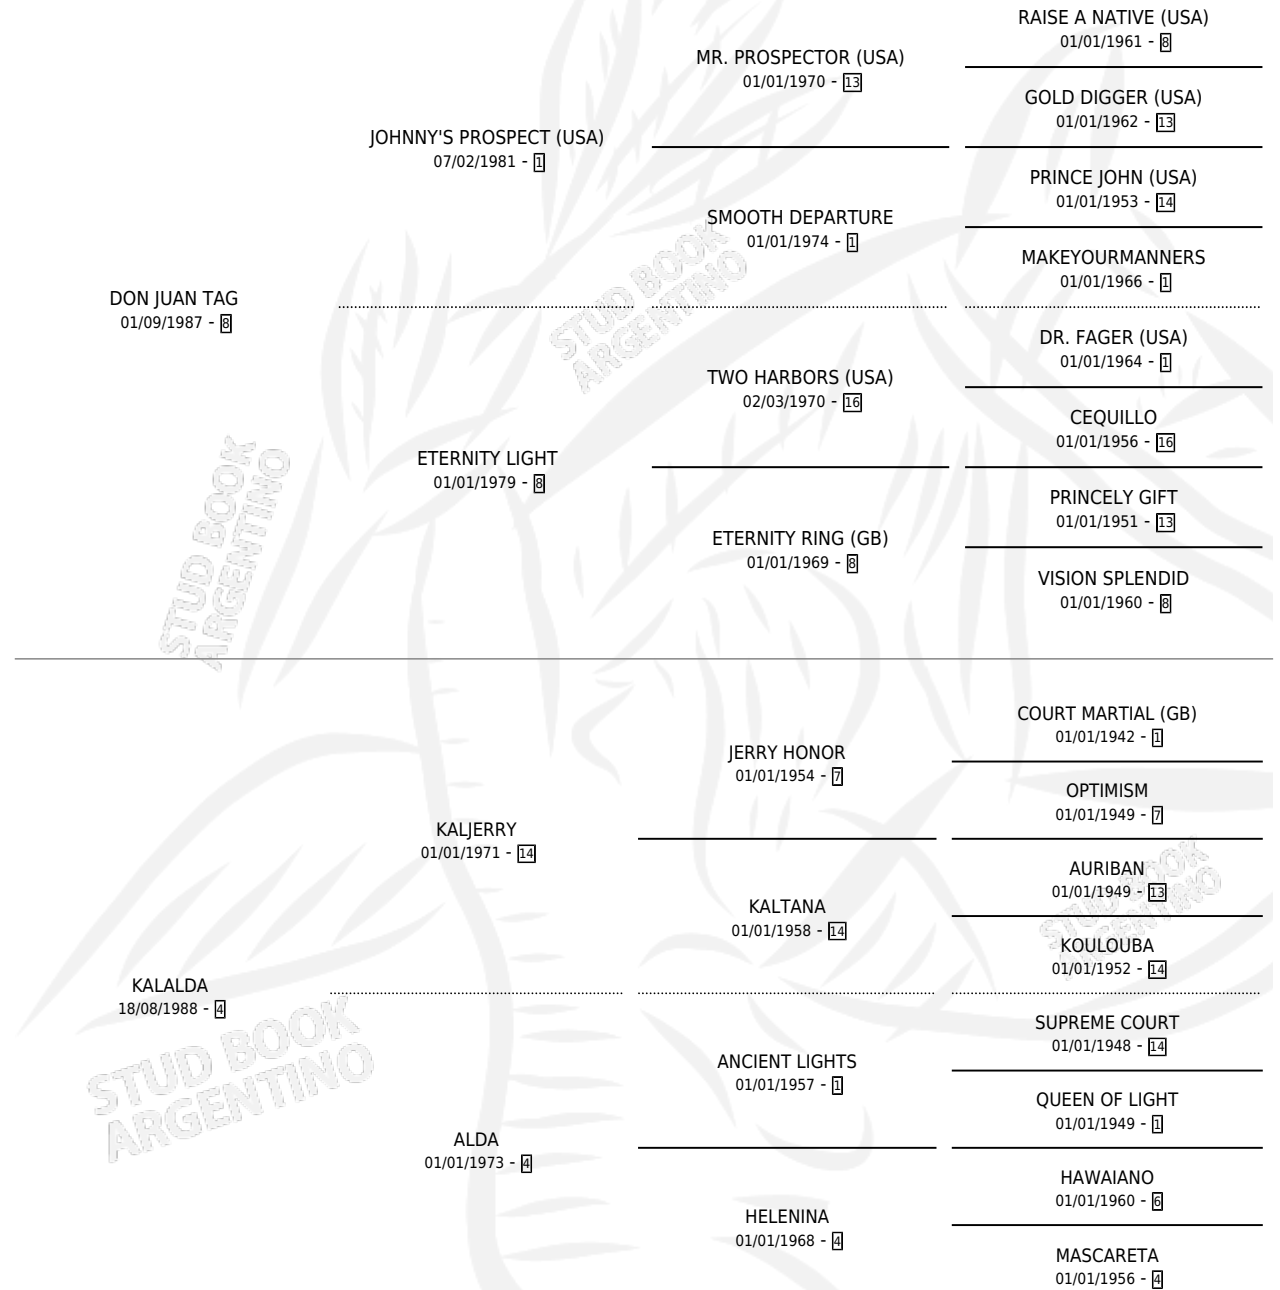 RAISE A NATIVE (USA)
01/01/1961 - 8
MR. PROSPECTOR (USA)
01/01/1970 - 13
GOLD DIGGER (USA)
01/01/1962 - 13
JOHNNY'S PROSPECT (USA)
07/02/1981 - 1
PRINCE JOHN (USA)
01/01/1953 - 14
SMOOTH DEPARTURE
01/01/1974 - 1
MAKEYOURMANNERS
01/01/1966 - 1
DON JUAN TAG
01/09/1987 - 8
STUD BOOK
ARGENTINO
DR. FAGER (USA)
01/01/1964 - 1
TWO HARBORS (USA)
02/03/1970 - 16
CEQUILLO
01/01/1956 - 16
ETERNITY LIGHT
01/01/1979 - 8
PRINCELY GIFT
01/01/1951 - 13
ETERNITY RING (GB)
01/01/1969 - 8
VISION SPLENDID
01/01/1960 - 8
STUD BOOK
ARGENTINO
COURT MARTIAL (GB)
01/01/1942 - 1
JERRY HONOR
01/01/1954 - 7
OPTIMISM
01/01/1949 - 7
KALJERRY
01/01/1971 - 14
AURIBAN
01/01/1949 - 13
KALTANA
01/01/1958 - 14
KOULOUBA
01/01/1952 - 14
STUD BOOK
ARGENTINO
KALALDA
18/08/1988 - 4
SUPREME COURT
01/01/1948 - 14
ANCIENT LIGHTS
01/01/1957 - 1
QUEEN OF LIGHT
01/01/1949 - 1
STUD BOOK
ARGENTINO
ALDA
01/01/1973 - 4
HAWAIANO
01/01/1960 - 6
HELENINA
01/01/1968 - 4
MASCARETA
01/01/1956 - 4